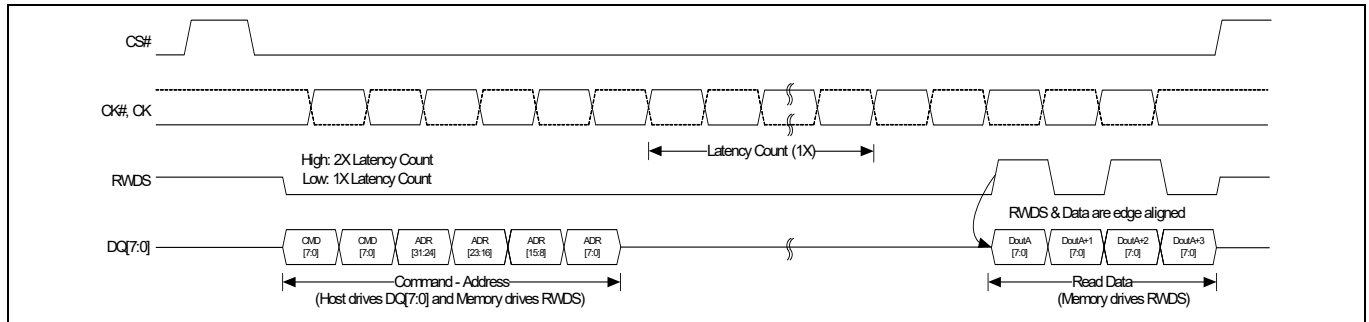 CS#
CK#, CK
Latency Count (1X)
High: 2X Latency Count
Low: 1X Latency Count
RWDS
RWDS & Data are edge aligned
DQ[7:0]
CMD [7:0] CMD [7:0] ADR [31:24] ADR [23:16] ADR [15:8] ADR [7:0] DoutA [7:0] DoutA+1 [7:0] DoutA+2 [7:0] DoutA+3 [7:0]
Command - Address
(Host drives DQ[7:0] and Memory drives RWDS)
Read Data
(Memory drives RWDS)